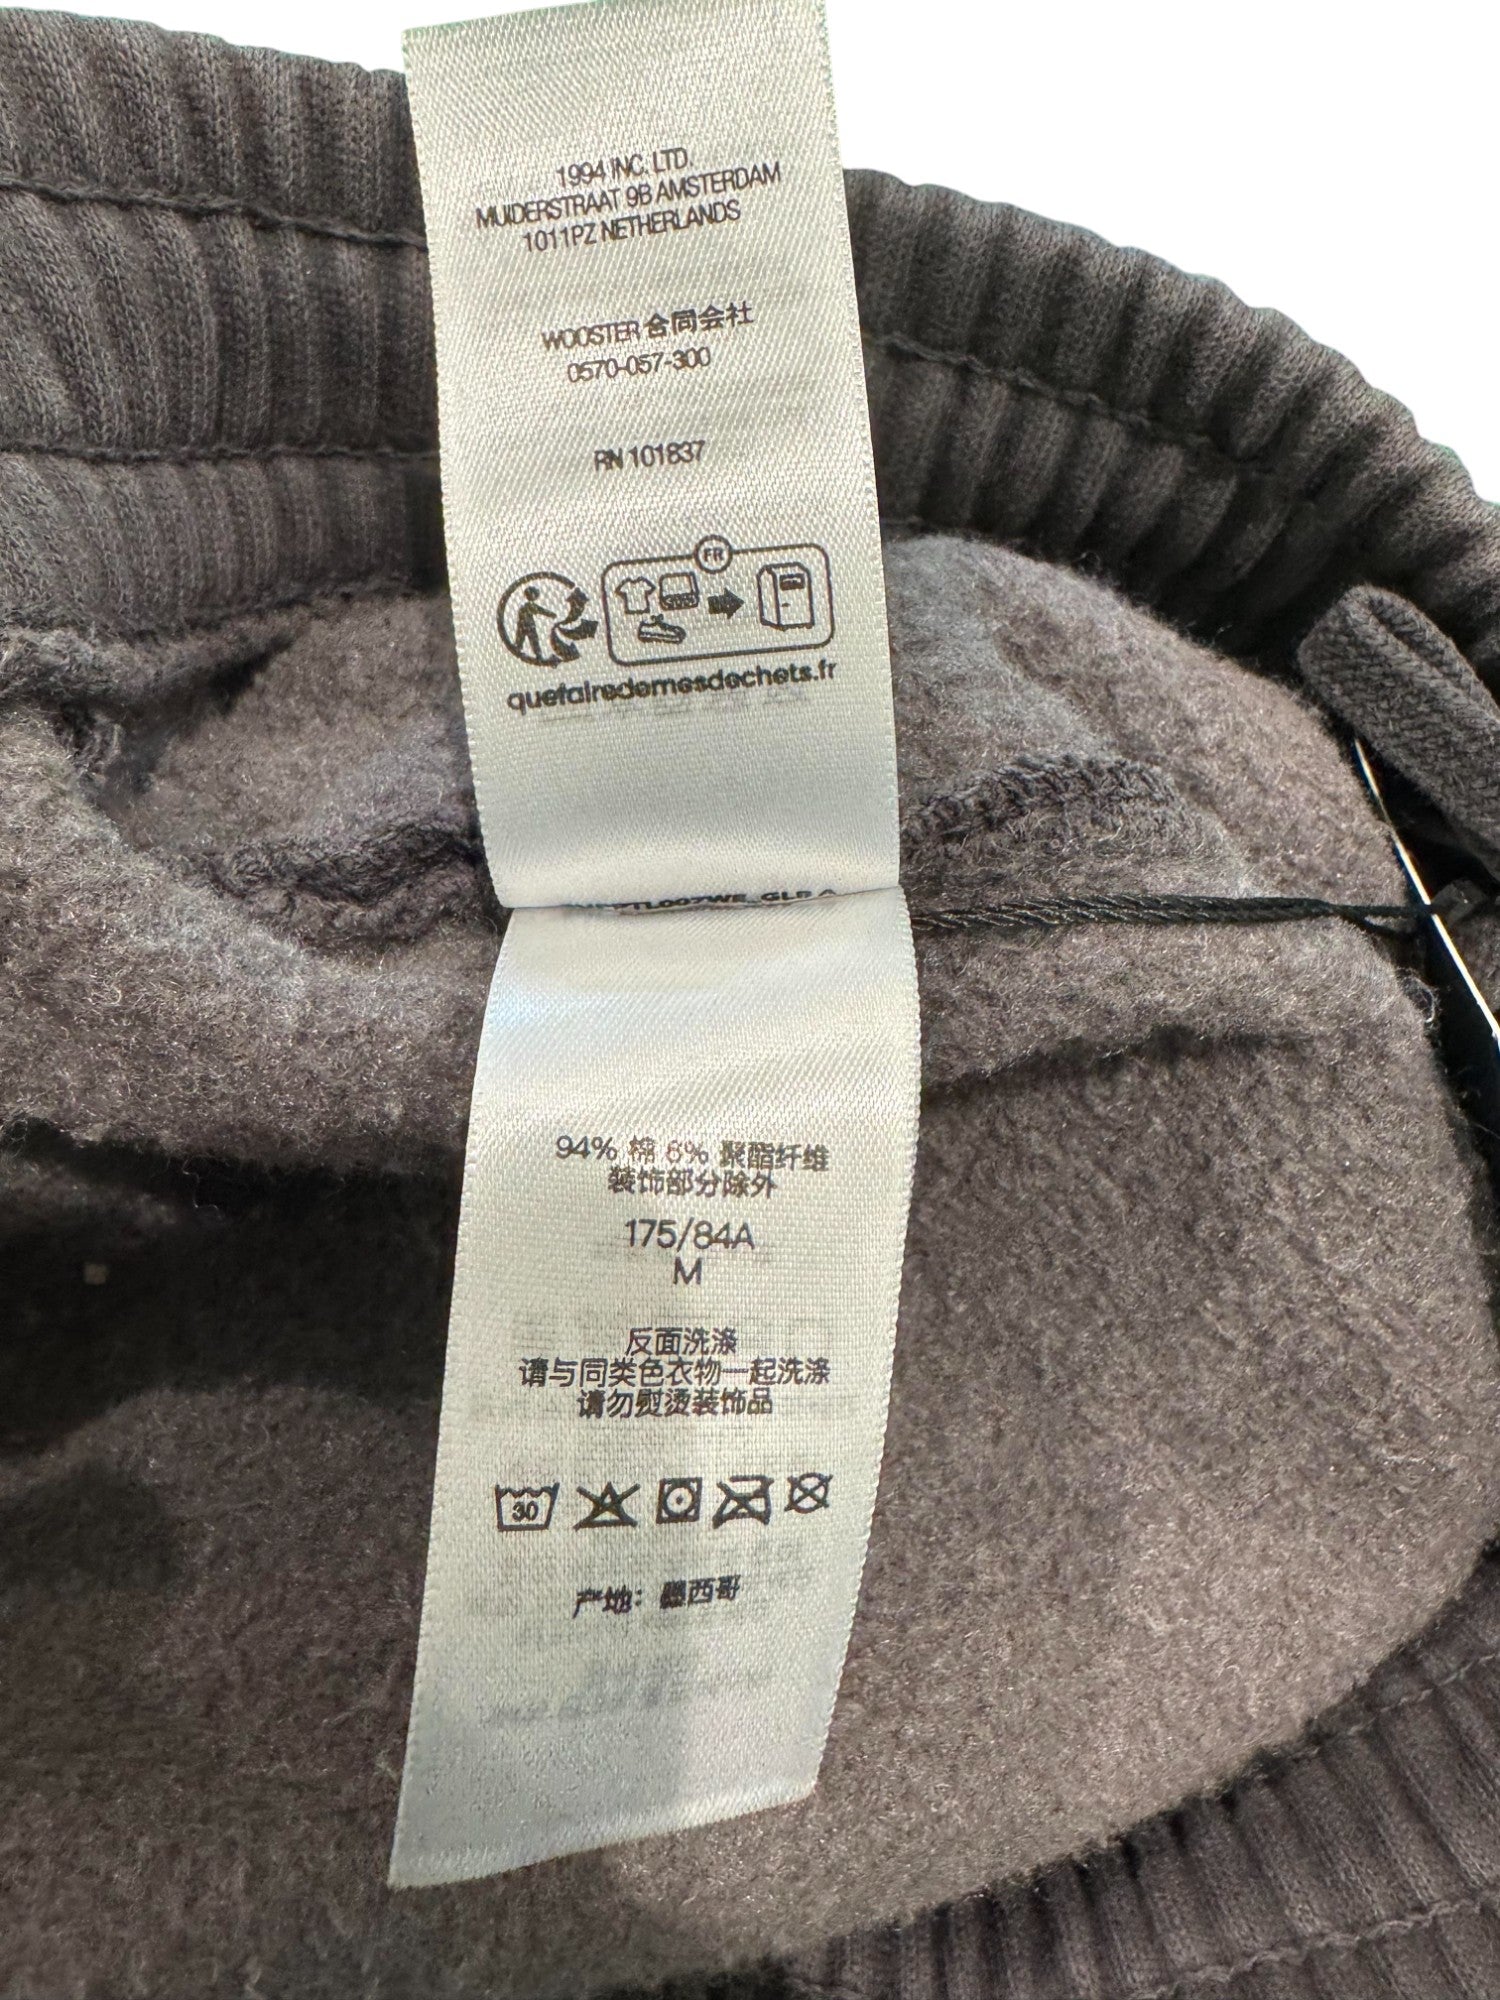 1994 INC. LTD.
MUIDERSTRAAT 9B AMSTERDAM
1011PZ NETHERLANDS
WOOSTER 合同会社
0570-057-300
RN 101837
FR
quefairedemesdechets.fr
94% 棉 6% 聚酯纤维
装饰部分除外
175/84A
M
反面洗涤
请与同类色衣物一起洗涤
请勿熨烫装饰品
30
产地：墨西哥